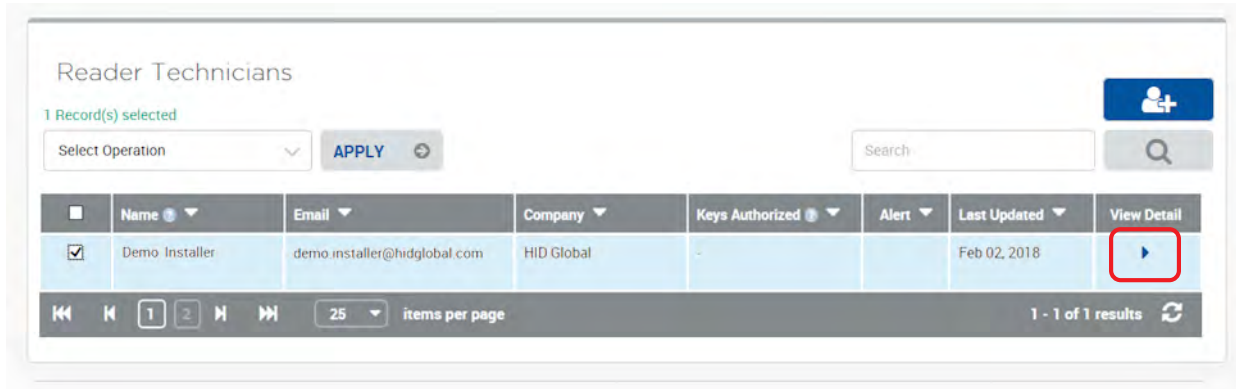 Reader Technicians
1 Record(s) selected
Select Operation APPLY Search
Name Email Company Keys Authorized Alert Last Updated View Detail
Demo Installer demo.installer@hidglobal.com HID Global - Feb 02, 2018
1 2 25 items per page 1 - 1 of 1 results